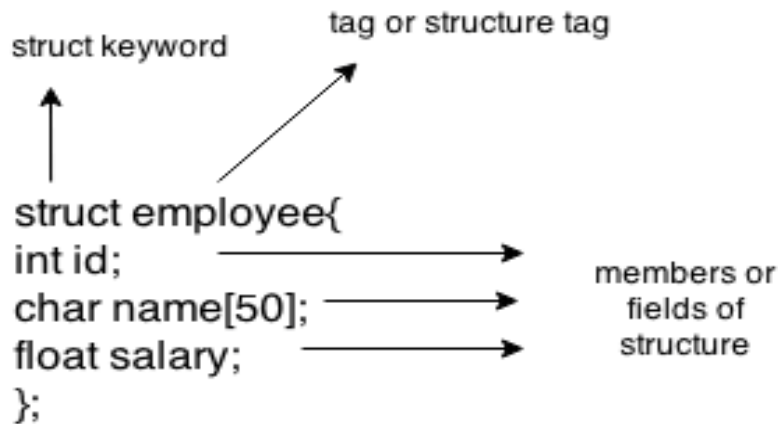 tag or structure tag
struct keyword
struct employee{
int id;
char name[50];
float salary;
};
members or
fields of
structure